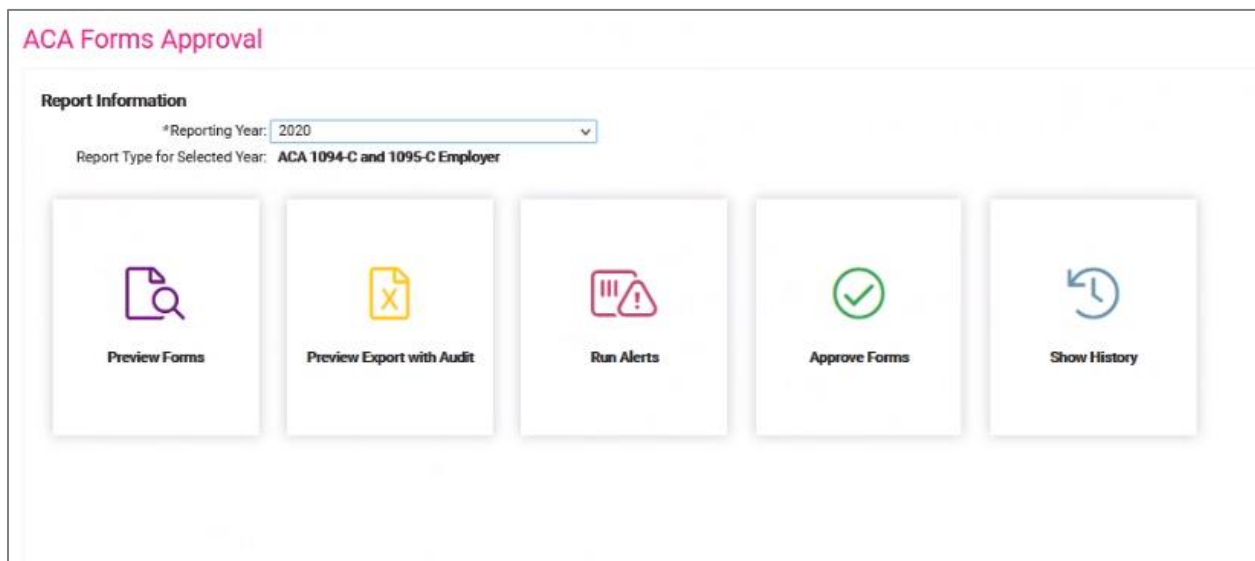 ACA Forms Approval
Report Information
*Reporting Year: 2020
Report Type for Selected Year: ACA 1094-C and 1095-C Employer
Preview Forms
Preview Export with Audit
Run Alerts
Approve Forms
Show History